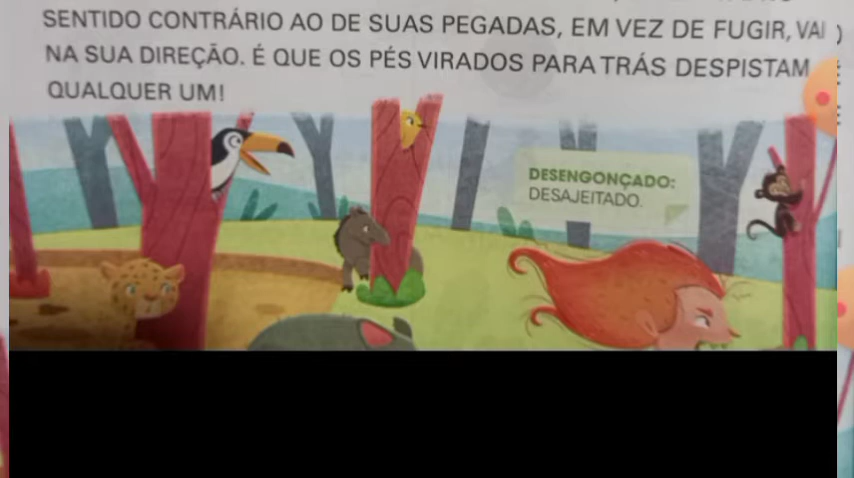 SENTIDO CONTRÁRIO AO DE SUAS PEGADAS, EM VEZ DE FUGIR, VAI
NA SUA DIREÇÃO. É QUE OS PÉS VIRADOS PARA TRÁS DESPISTAM
QUALQUER UM!
DESENGONÇADO:
DESAJEITADO.